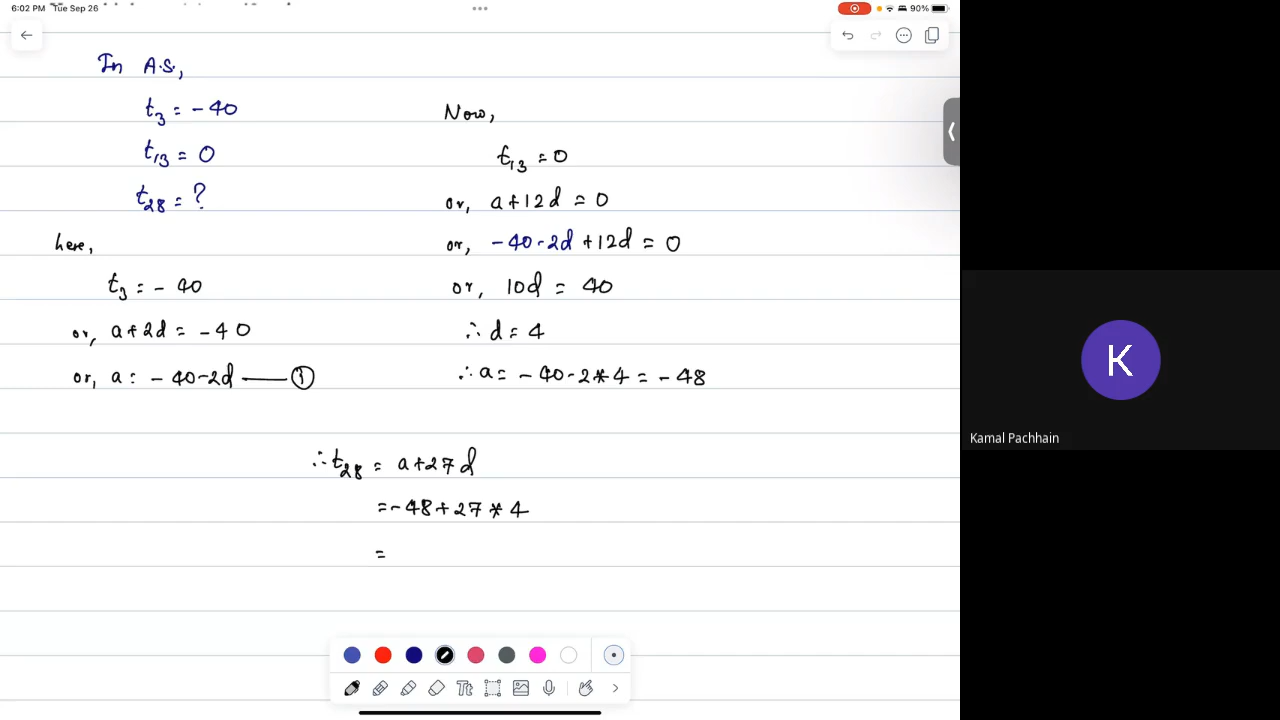 6:02 PM Tue Sep 26
90%
In A.S,
t₃ = -40
t₁₃ = 0
t₂₈ = ?
here,
t₃ = - 40
or, a+2d = -40
or, a = - 40-2d —— ①
Now,
t₁₃ = 0
or, a+12d = 0
or, -40-2d +12d = 0
or, 10d = 40
∴ d = 4
∴ a = - 40-2*4 = -48
∴ t₂₈ = a+27d
= -48+27*4
=
Tt
K
Kamal Pachhain